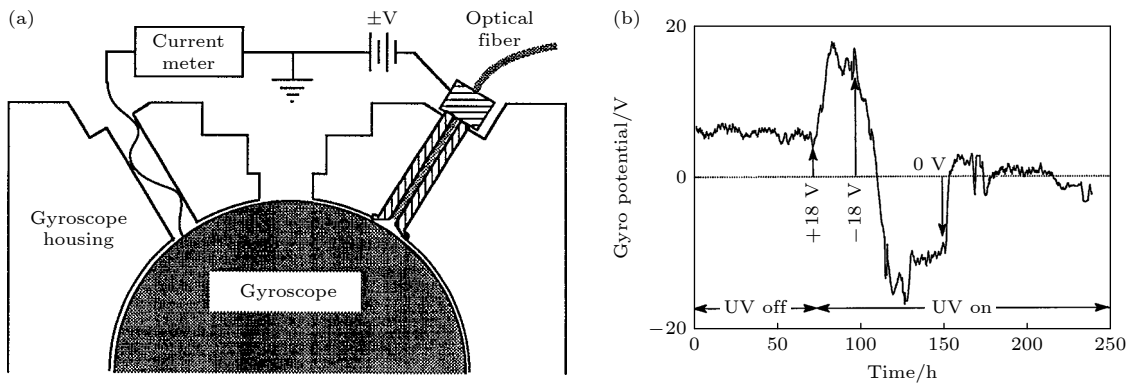 (a)
±V
Optical
fiber
Current
meter
Gyroscope
housing
Gyroscope
(b)
20
10
0
−20
Gyro potential/V
+18 V
−18 V
0 V
UV off
UV on
0
50
100
150
200
250
Time/h